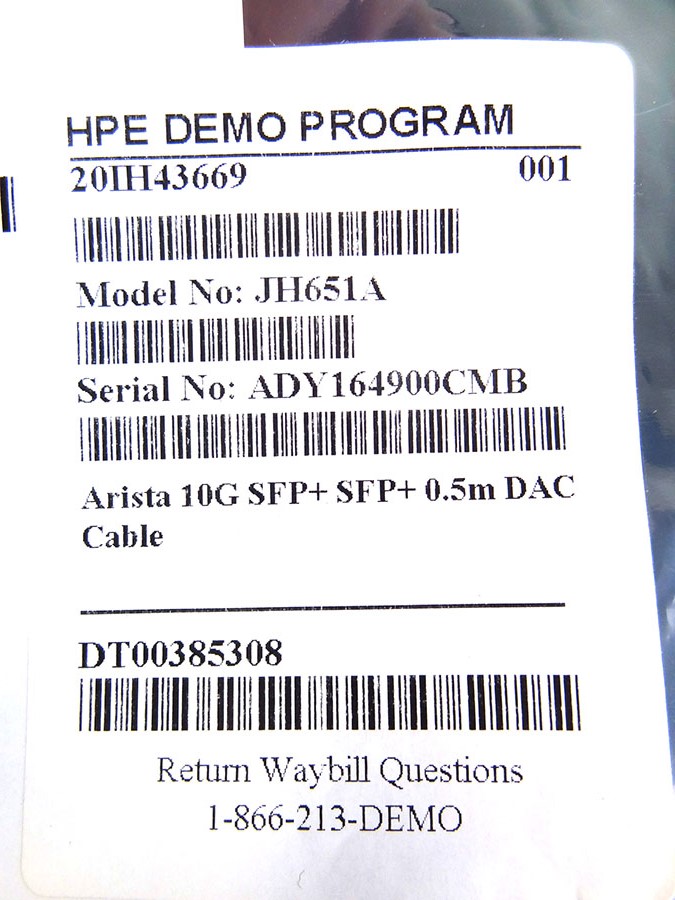 HPE DEMO PROGRAM
20IH43669 001
Model No: JH651A
Serial No: ADY164900CMB
Arista 10G SFP+ SFP+ 0.5m DAC
Cable
DT00385308
Return Waybill Questions
1-866-213-DEMO